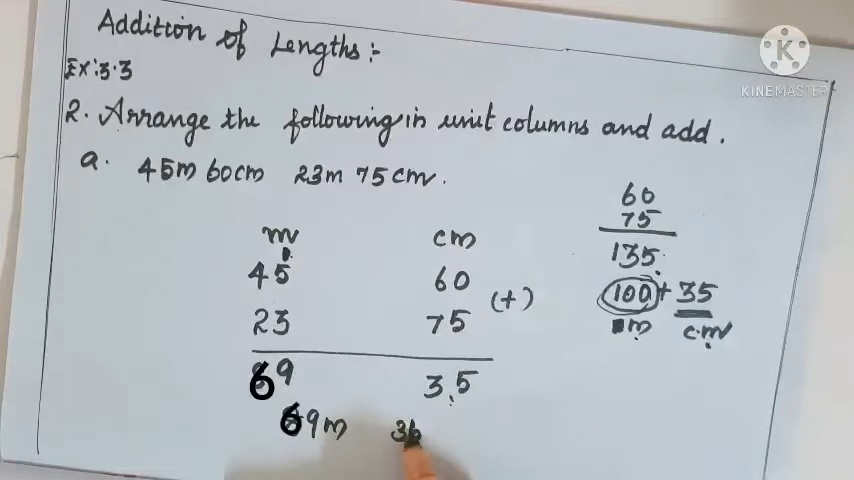 Addition of Lengths:-
Ex:3.3
2. Arrange the following in unit columns and add.
a. 45m 60cm 23m 75cm.
m cm
45 60
23 75 (+)
69 35
69m
60
75
135
100 + 35
m c.m
K
KINEMASTER